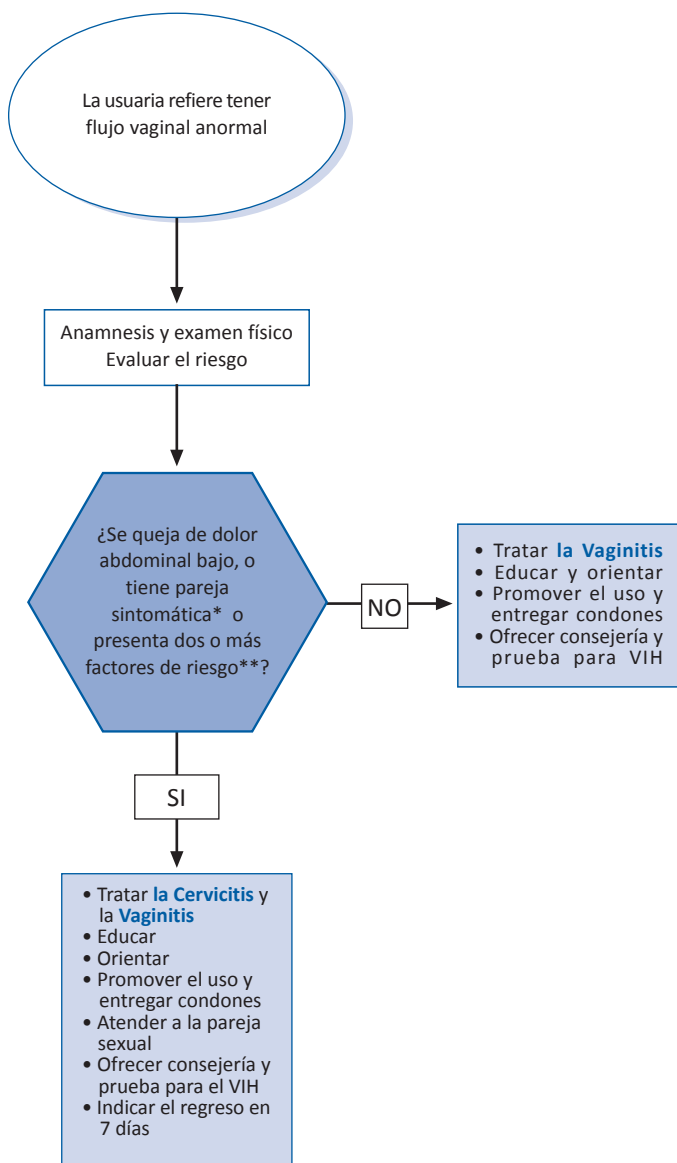 La usuaria refiere tener
flujo vaginal anormal
Anamnesis y examen físico
Evaluar el riesgo
¿Se queja de dolor
abdominal bajo, o
tiene pareja
sintomática* o
presenta dos o más
factores de riesgo**?
NO
• Tratar la Vaginitis
• Educar y orientar
• Promover el uso y
entregar condones
• Ofrecer consejería y
prueba para VIH
SI
• Tratar la Cervicitis y
la Vaginitis
• Educar
• Orientar
• Promover el uso y
entregar condones
• Atender a la pareja
sexual
• Ofrecer consejería y
prueba para el VIH
• Indicar el regreso en
7 días